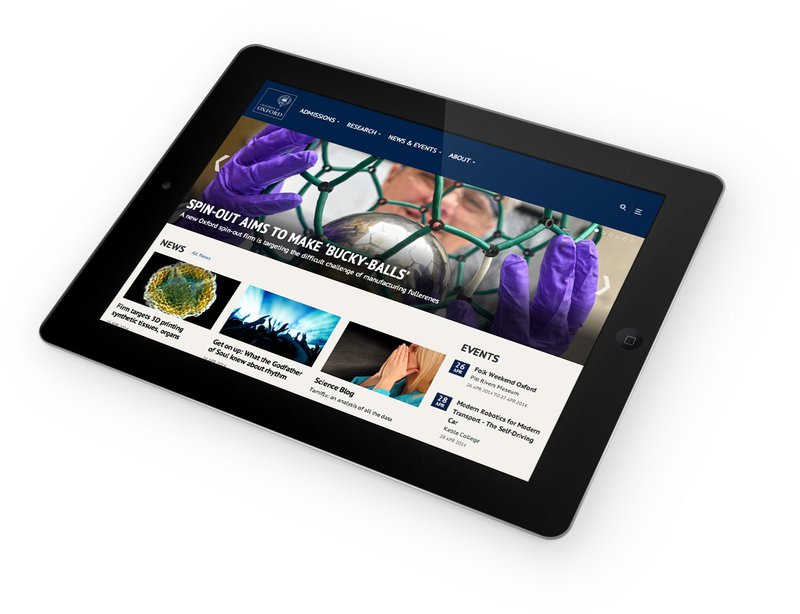 UNIVERSITY OF
OXFORD
ADMISSIONS
RESEARCH
NEWS & EVENTS
ABOUT
SPIN-OUT AIMS TO MAKE 'BUCKY-BALLS'
A new Oxford spin-out firm is targeting the difficult challenge of manufacturing fullerenes
NEWS
All News
Firm targets 3D printing
synthetic tissues, organs
Get on up: What the Godfather
of Soul knew about rhythm
Science Blog
Tamiflu: an analysis of all the data
EVENTS
26
APR
Folk Weekend Oxford
Pitt Rivers Museum
26 APR 2014 TO 27 APR 2014
28
APR
Modern Robotics for Modern
Transport - The Self-Driving
Car
Keble College
28 APR 2014